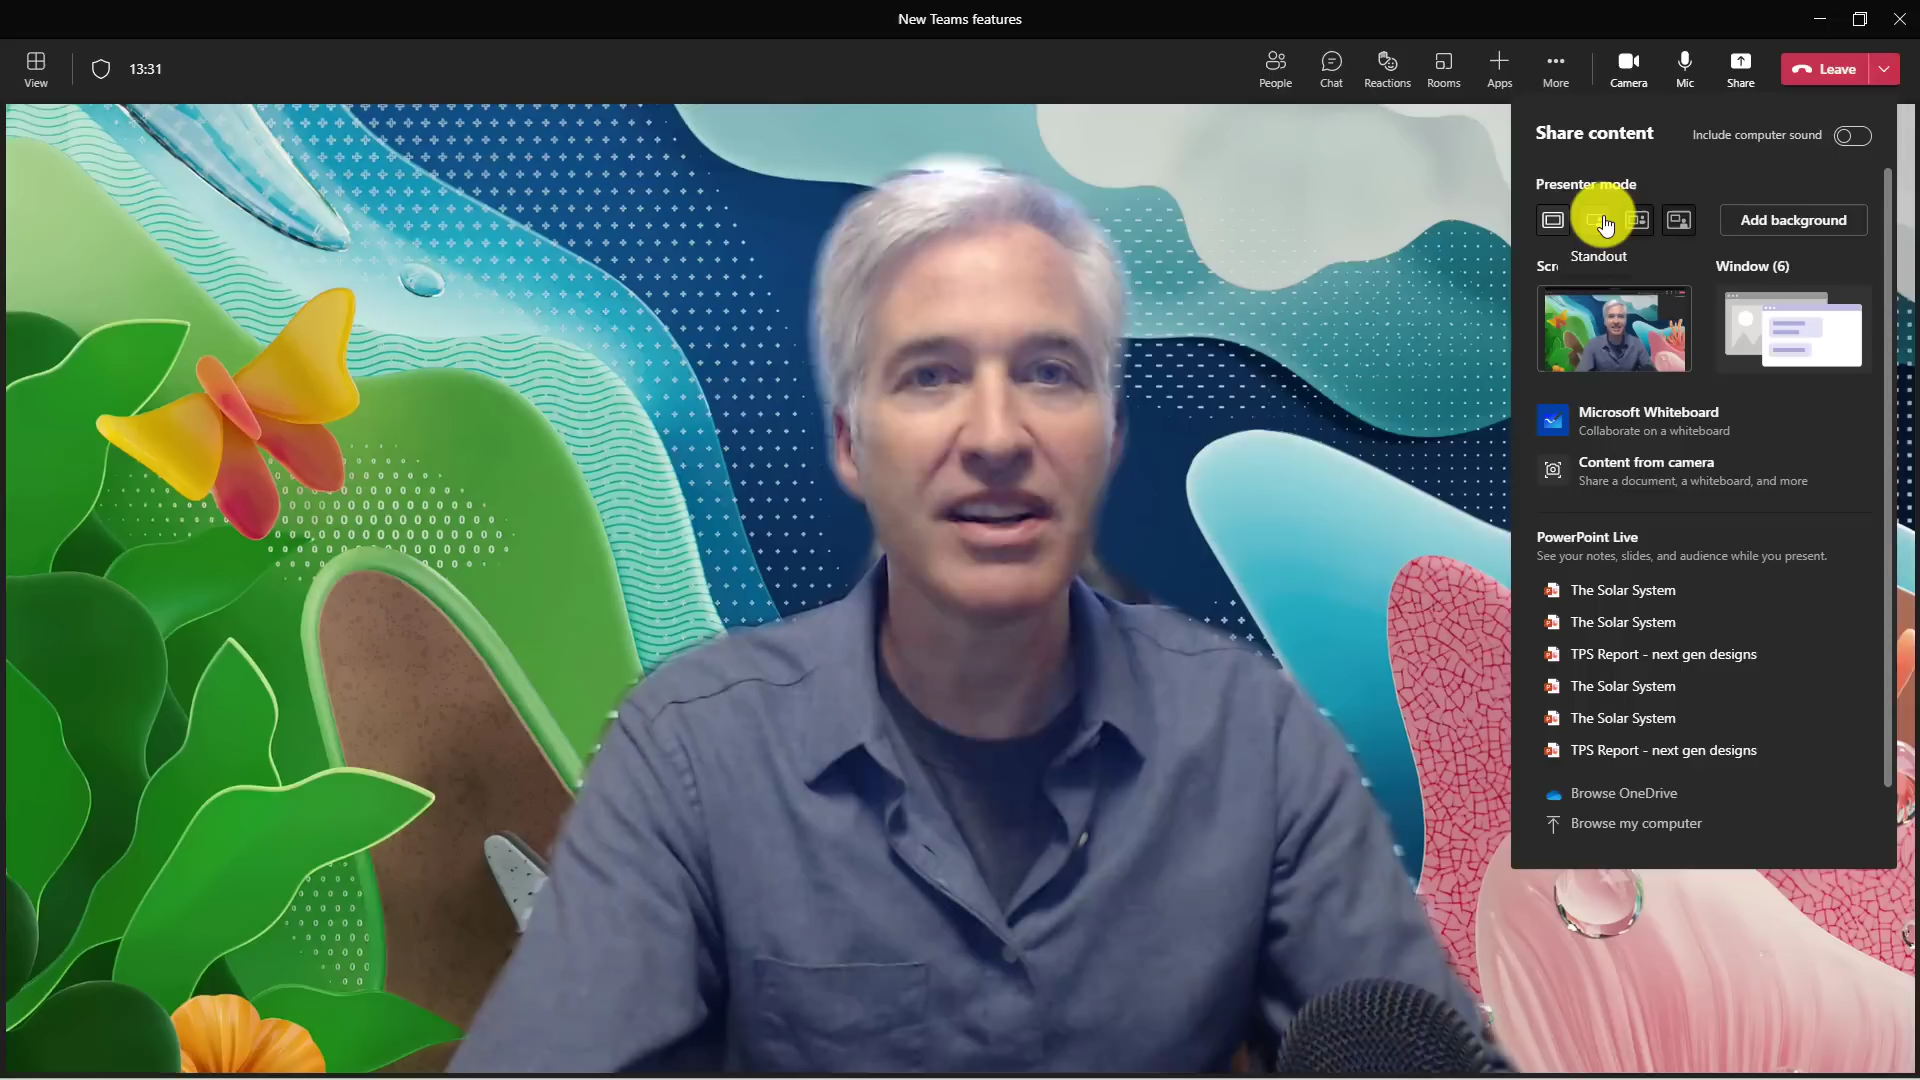 New Teams features
View
13:31
People
Chat
Reactions
Rooms
Apps
More
Camera
Mic
Share
Leave
Share content
Include computer sound
Presenter mode
Add background
Standout
Scr
Window (6)
Microsoft Whiteboard
Collaborate on a whiteboard
Content from camera
Share a document, a whiteboard, and more
PowerPoint Live
See your notes, slides, and audience while you present.
The Solar System
The Solar System
TPS Report - next gen designs
The Solar System
The Solar System
TPS Report - next gen designs
Browse OneDrive
Browse my computer